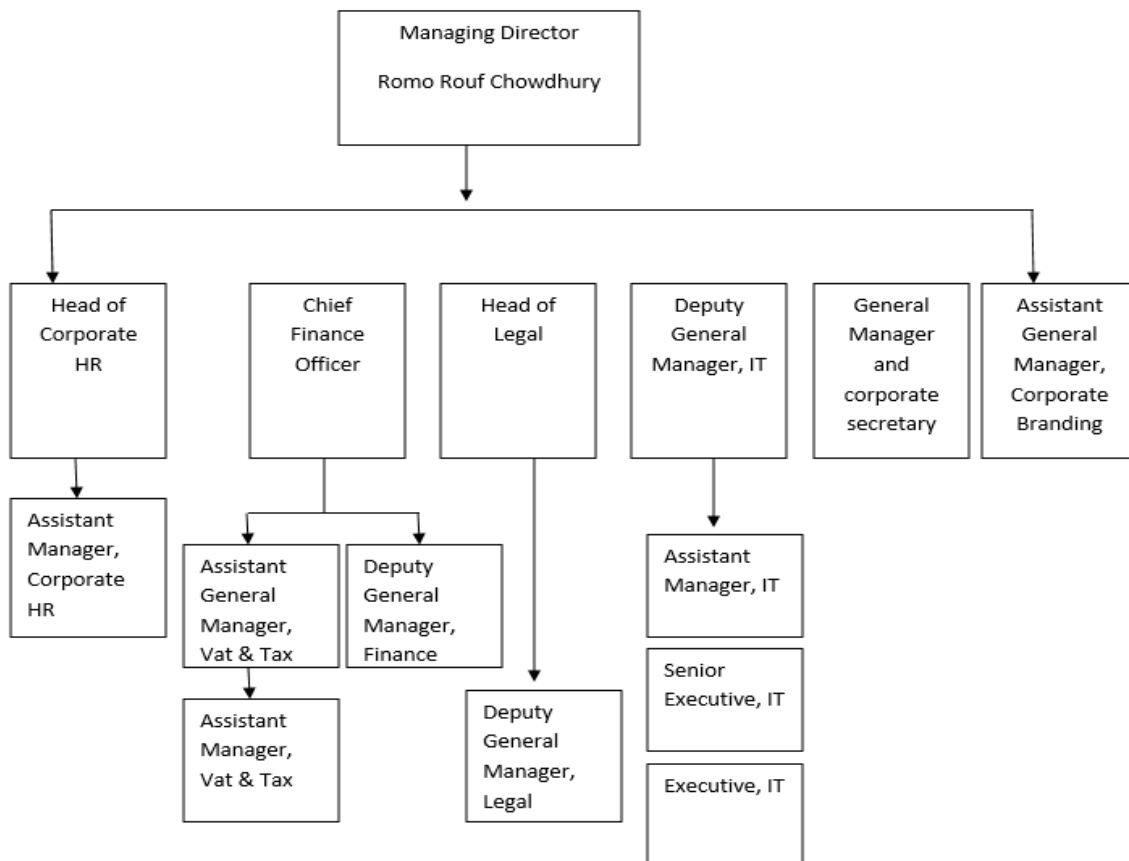 Managing Director
Romo Rouf Chowdhury
Head of
Corporate
HR
Chief
Finance
Officer
Head of
Legal
Deputy
General
Manager, IT
General
Manager
and
corporate
secretary
Assistant
General
Manager,
Corporate
Branding
Assistant
Manager,
Corporate
HR
Assistant
General
Manager,
Vat & Tax
Deputy
General
Manager,
Finance
Assistant
Manager, IT
Senior
Executive, IT
Assistant
Manager,
Vat & Tax
Deputy
General
Manager,
Legal
Executive, IT